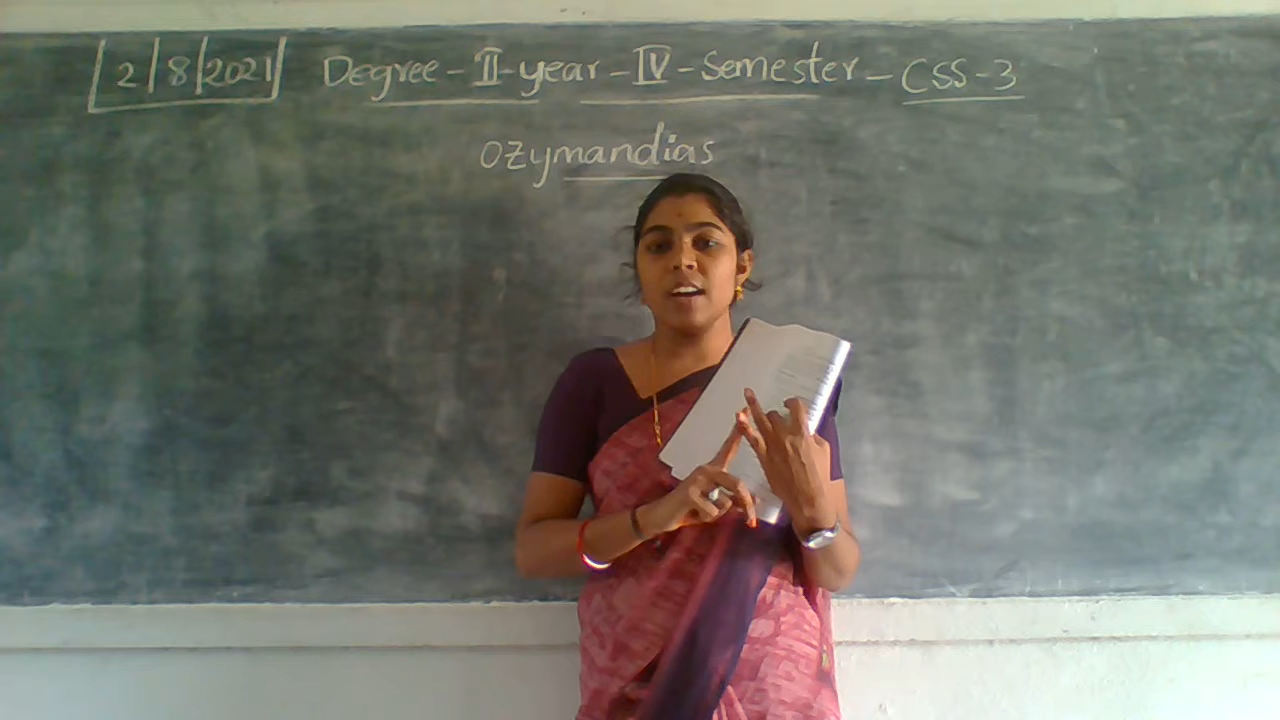 2/8/2021 Degree - II - year - IV - semester - CSS - 3
Ozymandias